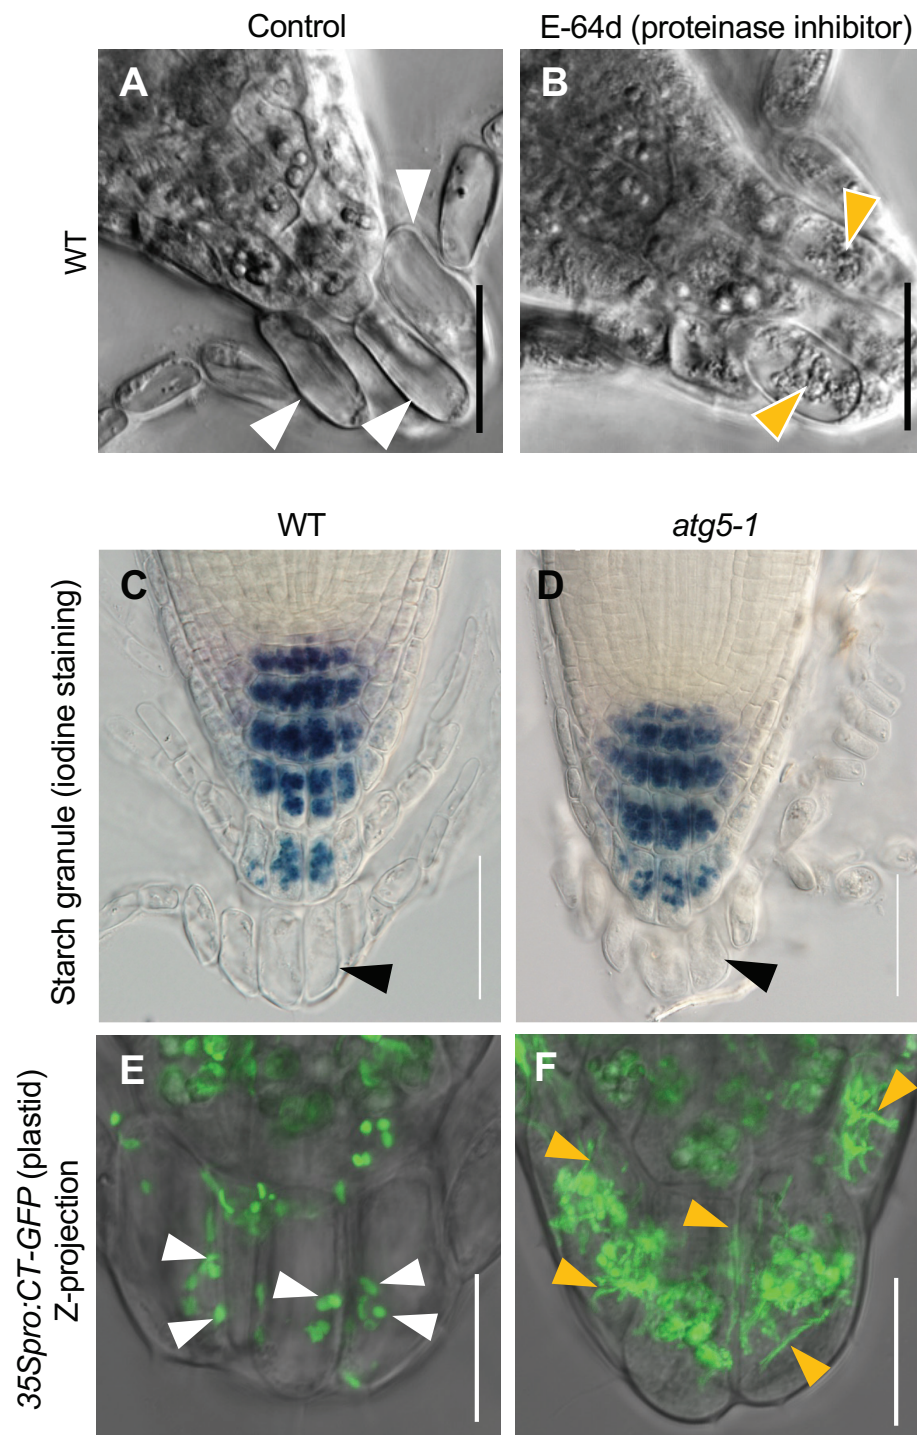 Control
E-64d (proteinase inhibitor)
A
B
WT
WT
atg5-1
C
D
Starch granule (iodine staining)
E
F
35Spro:CT-GFP (plastid)
Z-projection